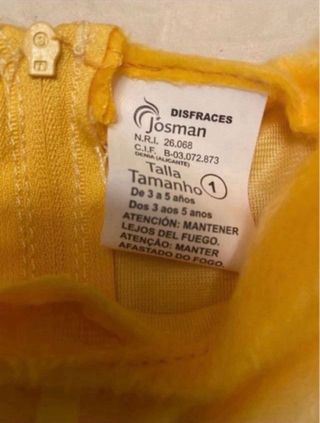 DISFRACES
Jósman
N.R.I. 26.068
C.I.F. B-03.072.873
DENIA (ALICANTE)
Talla
Tamanho 1
De 3 a 5 años
Dos 3 aos 5 anos
ATENCIÓN: MANTENER
LEJOS DEL FUEGO.
ATENÇÃO: MANTER
AFASTADO DO FOGO.